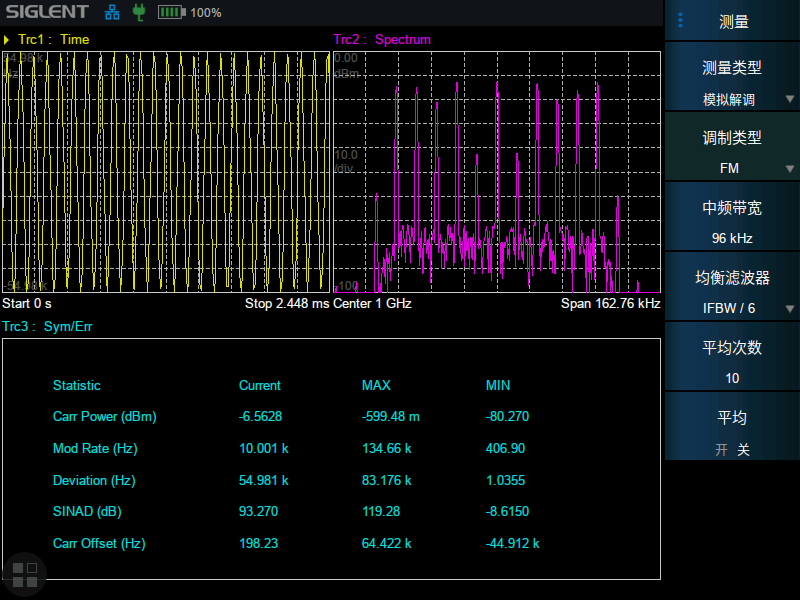 SIGLENT 100%
Trc1 : Time
Trc2 : Spectrum
0.00
dBm
10.0
/div
-100
Start 0 s Stop 2.448 ms
Center 1 GHz Span 162.76 kHz
Trc3 : Sym/Err
Statistic Current MAX MIN
Carr Power (dBm) -6.5628 -599.48 m -80.270
Mod Rate (Hz) 10.001 k 134.66 k 406.90
Deviation (Hz) 54.981 k 83.176 k 1.0355
SINAD (dB) 93.270 119.28 -8.6150
Carr Offset (Hz) 198.23 64.422 k -44.912 k
测量
测量类型
模拟解调
调制类型
FM
中频带宽
96 kHz
均衡滤波器
IFBW / 6
平均次数
10
平均
开 关